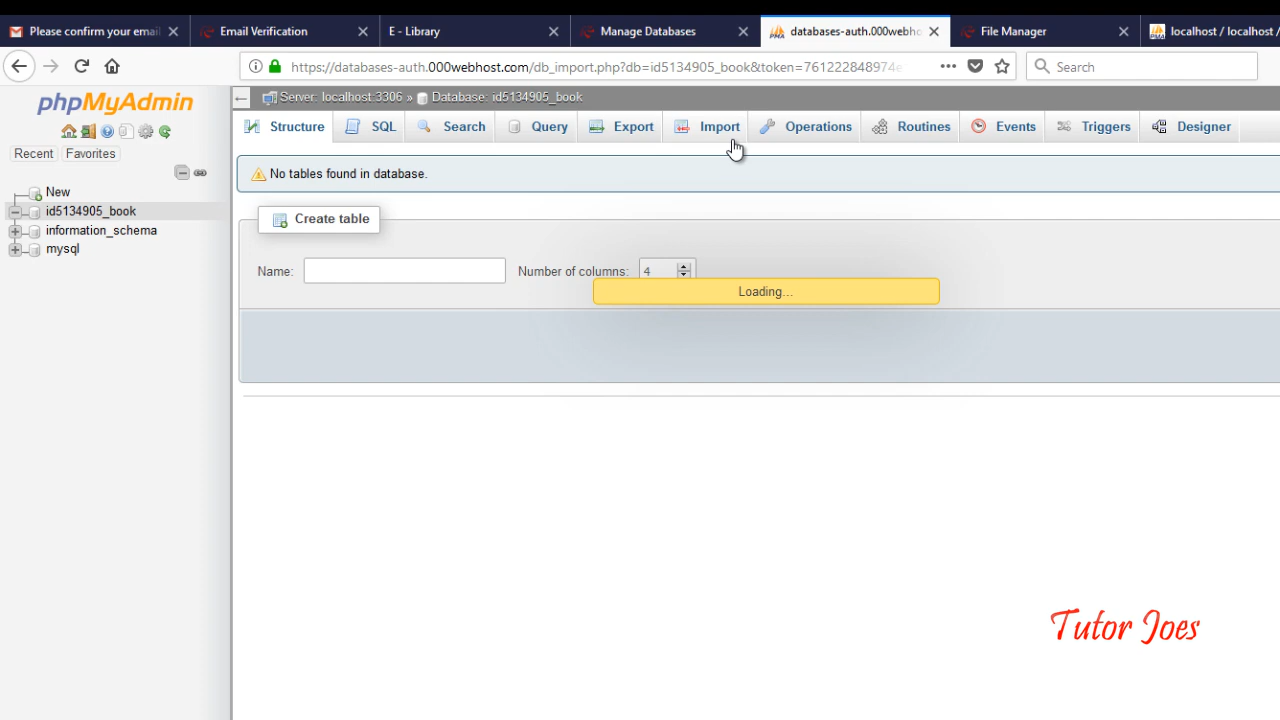 Please confirm your email
Email Verification
E - Library
Manage Databases
databases-auth.000webho
File Manager
localhost / localhost /
https://databases-auth.000webhost.com/db_import.php?db=id5134905_book&token=761222848974e
Search
phpMyAdmin
Recent
Favorites
New
id5134905_book
information_schema
mysql
Server: localhost:3306 » Database: id5134905_book
Structure
SQL
Search
Query
Export
Import
Operations
Routines
Events
Triggers
Designer
No tables found in database.
Create table
Name:
Number of columns: 4
Loading...
Tutor Joes